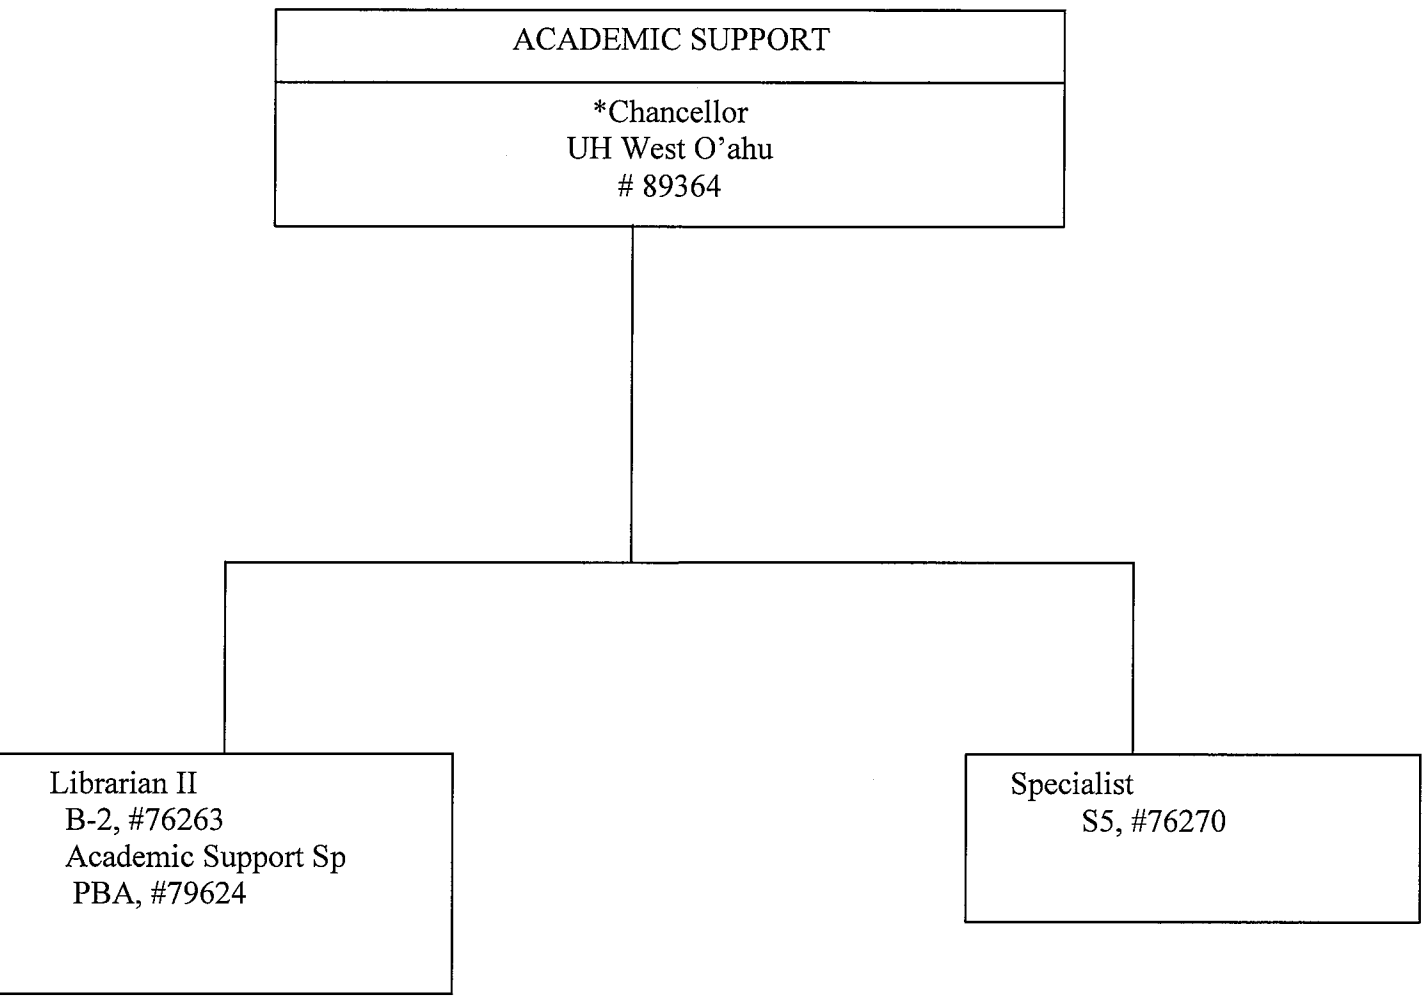 ACADEMIC SUPPORT
*Chancellor
UH West O’ahu
# 89364
Librarian II
B-2, #76263
Academic Support Sp
PBA, #79624
Specialist
S5, #76270